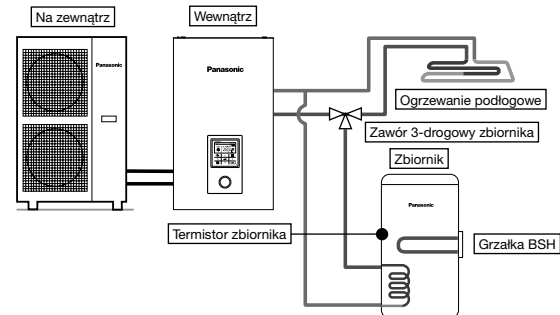 Na zewnątrz
Wewnątrz
Panasonic
Panasonic
Ogrzewanie podłogowe
Zawór 3-drogowy zbiornika
Zbiornik
Panasonic
Termistor zbiornika
Grzałka BSH